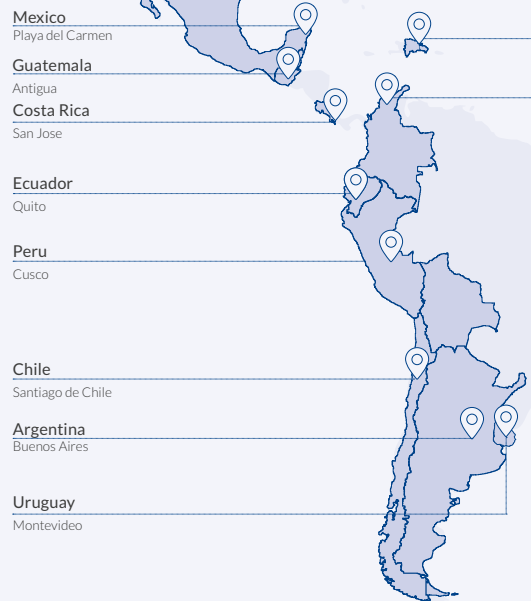 Mexico
Playa del Carmen
Guatemala
Antigua
Costa Rica
San Jose
Ecuador
Quito
Peru
Cusco
Chile
Santiago de Chile
Argentina
Buenos Aires
Uruguay
Montevideo